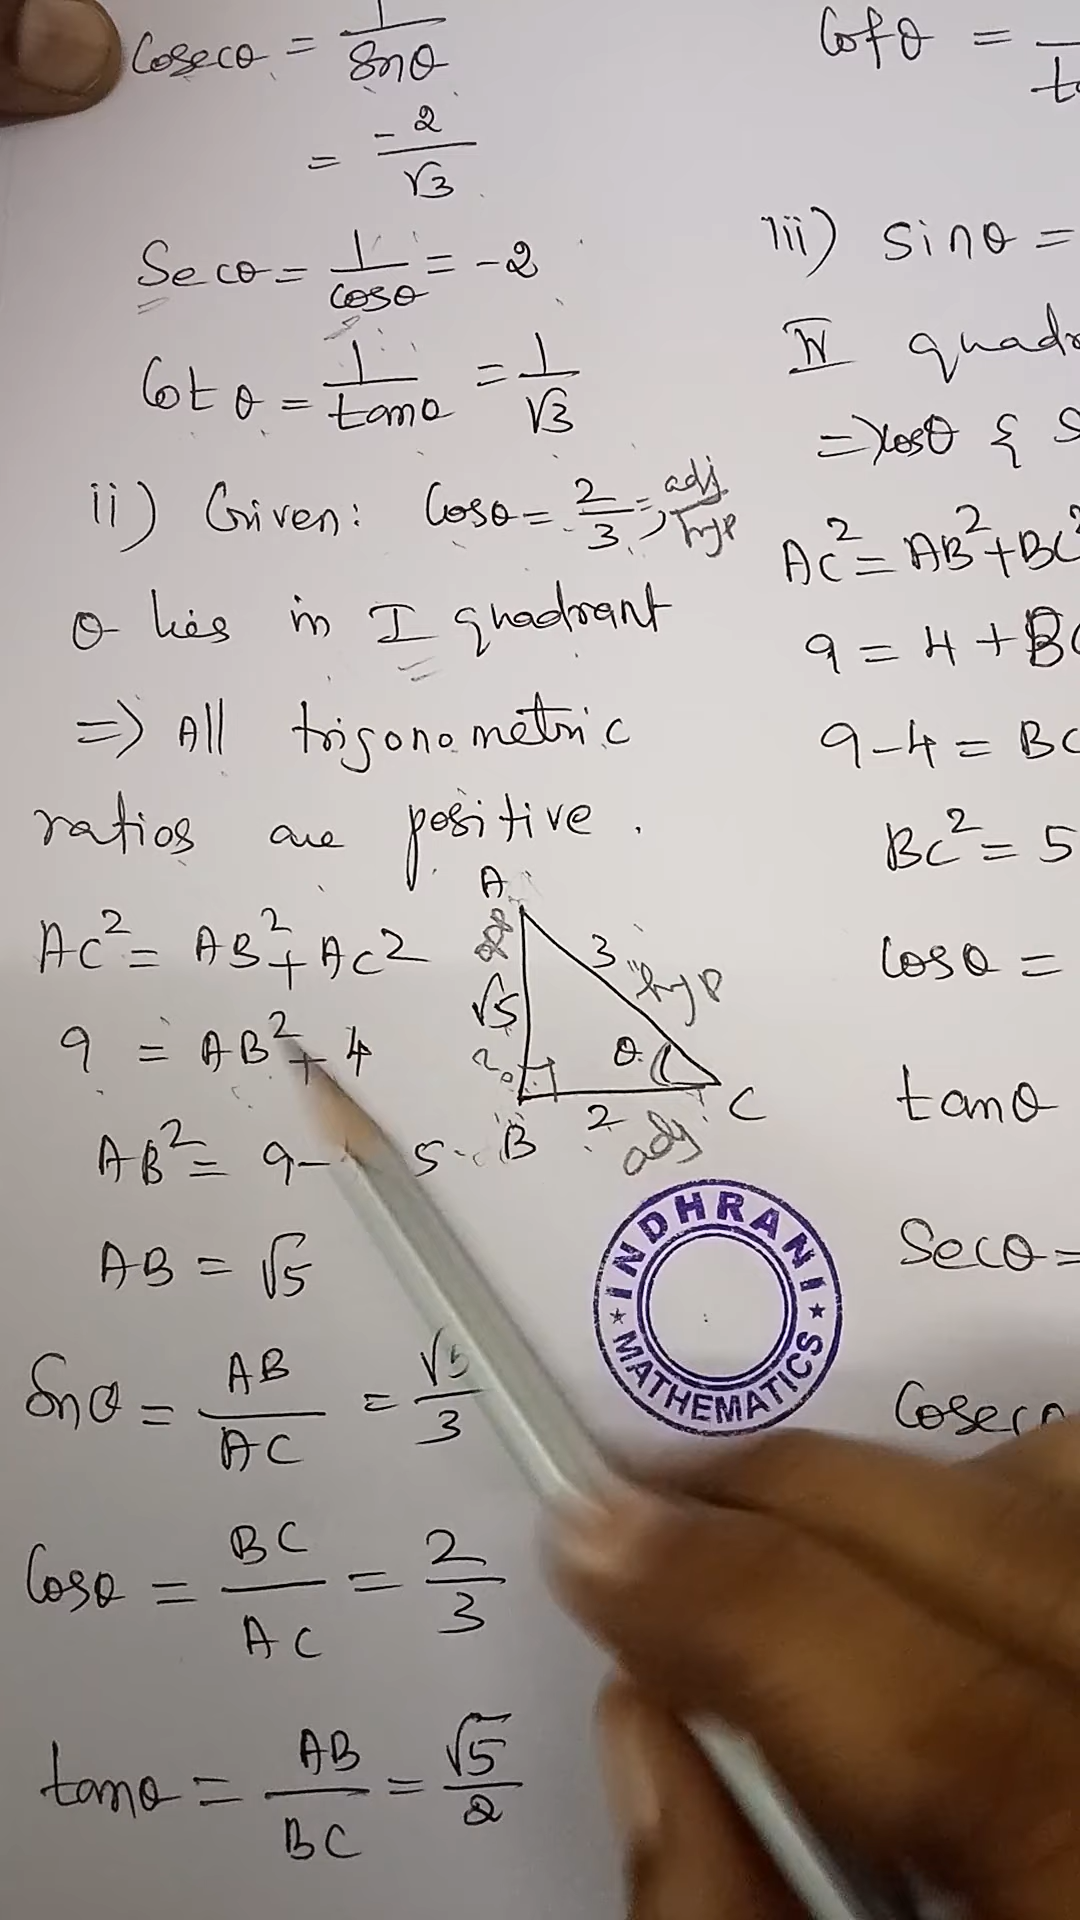 Cosecθ = 1/Sinθ
= -2/√3
Secθ = 1/cosθ = -2
Cotθ = 1/tanθ = 1/√3
ii) Given: Cosθ = 2/3 = adj/hyp
θ lies in I quadrant
=> All trigonometric
ratios are positive.
AC² = AB² + AC2
9 = AB² + 4
AB² = 9- 5
AB = √5
Sinθ = AB/AC = √5/3
Cosθ = BC/AC = 2/3
tanθ = AB/BC = √5/2
A
3
hyp
√5
θ
B
2
adj
C
INDHRANI
★ MATHEMATICS ★
Cotθ =
iii) sinθ =
IV quadr
=> cosθ &
AC² = AB² + BC²
9 = 4 + BC
9-4 = BC
BC² = 5
Cosθ =
tanθ
Secθ =
Cosec